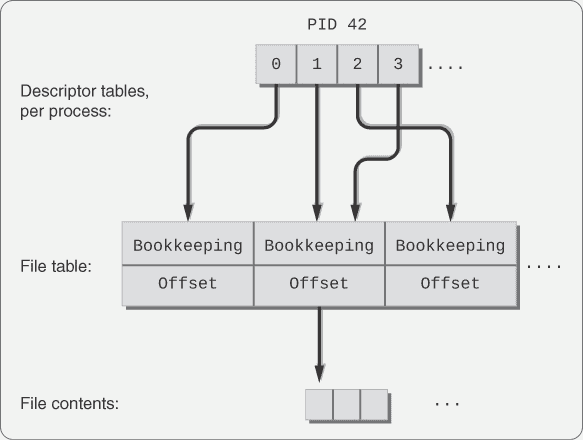 PID 42
0 1 2 3 ....
Descriptor tables,
per process:
Bookkeeping Bookkeeping Bookkeeping
File table: ....
Offset Offset Offset
File contents: ...